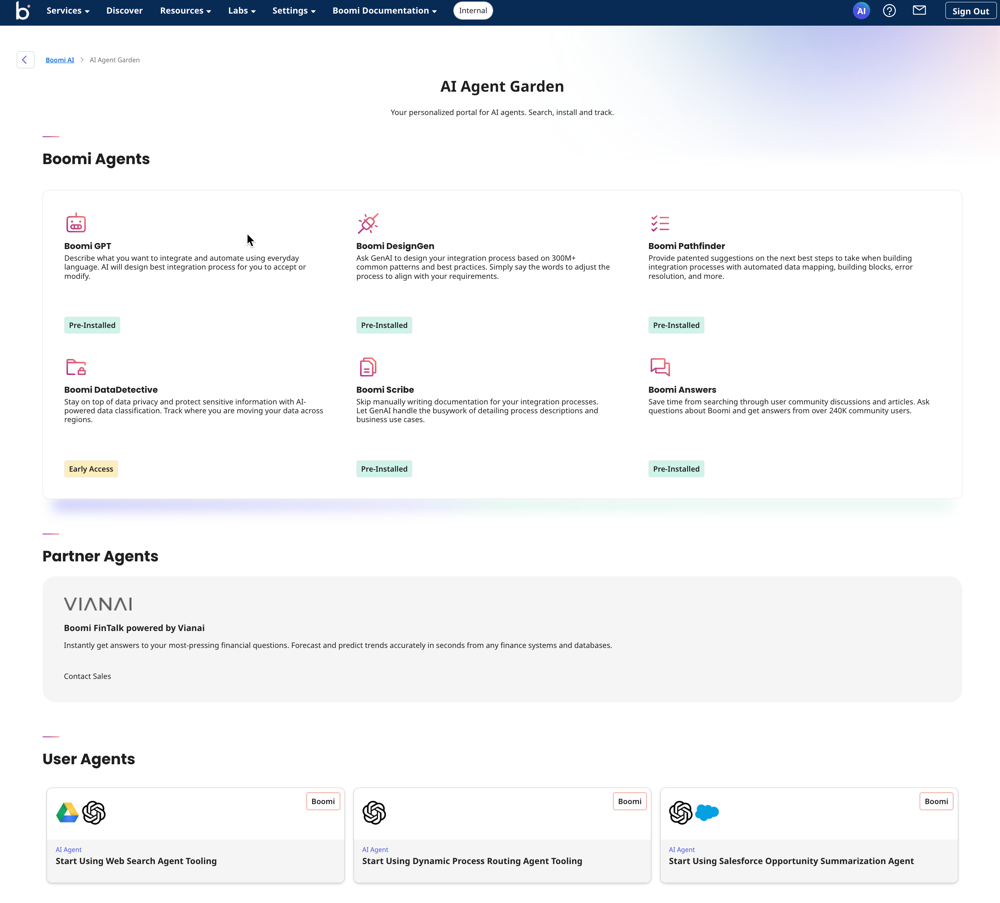 b Services Discover Resources Labs Settings Boomi Documentation Internal AI ? Sign Out
Boomi AI > AI Agent Garden
AI Agent Garden
Your personalized portal for AI agents. Search, install and track.
Boomi Agents
Boomi GPT
Describe what you want to integrate and automate using everyday
language. AI will design best integration process for you to accept or
modify.
Pre-Installed
Boomi DesignGen
Ask GenAI to design your integration process based on 300M+
common patterns and best practices. Simply say the words to adjust the
process to align with your requirements.
Pre-Installed
Boomi Pathfinder
Provide patented suggestions on the next best steps to take when building
integration processes with automated data mapping, building blocks, error
resolution, and more.
Pre-Installed
Boomi DataDetective
Stay on top of data privacy and protect sensitive information with AI-
powered data classification. Track where you are moving your data across
regions.
Early Access
Boomi Scribe
Skip manually writing documentation for your integration processes.
Let GenAI handle the busywork of detailing process descriptions and
business use cases.
Pre-Installed
Boomi Answers
Save time from searching through user community discussions and articles. Ask
questions about Boomi and get answers from over 240K community users.
Pre-Installed
Partner Agents
VIANAI
Boomi FinTalk powered by Vianai
Instantly get answers to your most-pressing financial questions. Forecast and predict trends accurately in seconds from any finance systems and databases.
Contact Sales
User Agents
Boomi
AI Agent
Start Using Web Search Agent Tooling
Boomi
AI Agent
Start Using Dynamic Process Routing Agent Tooling
Boomi
AI Agent
Start Using Salesforce Opportunity Summarization Agent